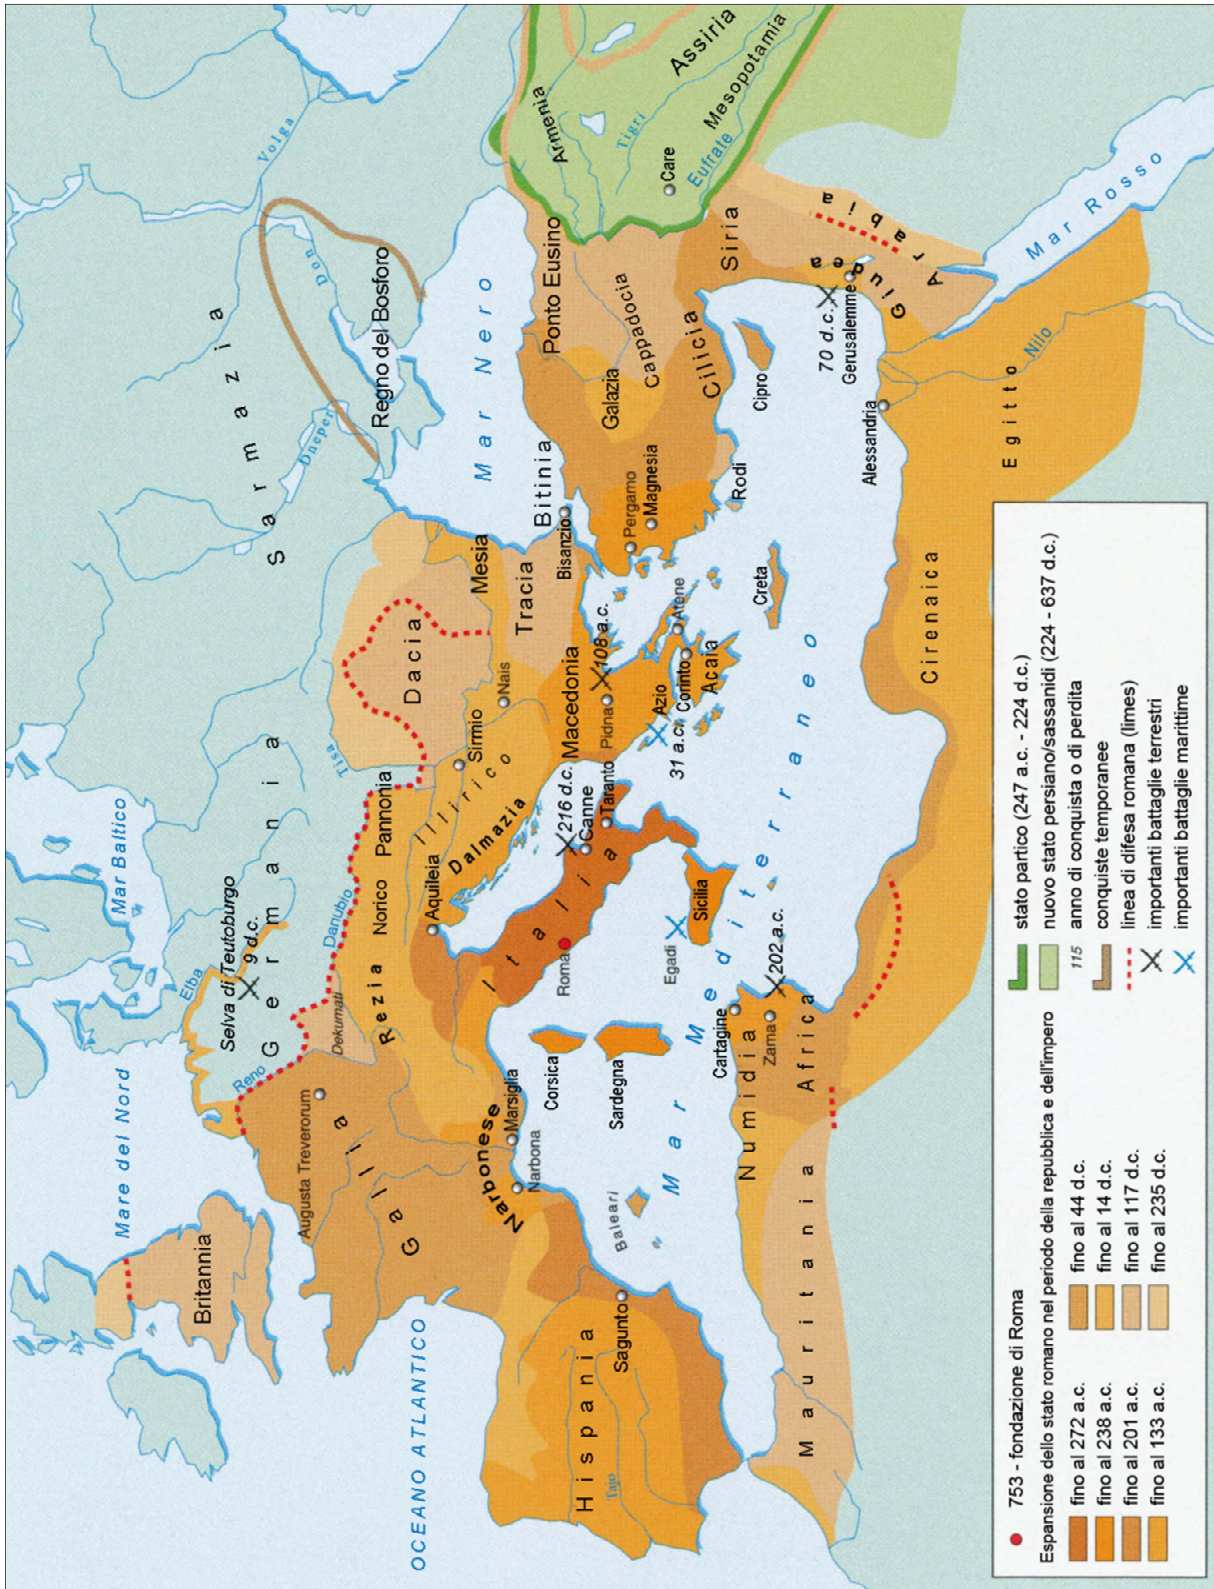 OCEANO ATLANTICO
Mare del Nord
Mar Baltico
Britannia
Selva di Teutoburgo
9 d.c.
Elba
Reno
Germania
Sarmazia
Volga
Don
Dneper
Regno del Bosforo
Augusta Treverorum
Dekumati
Danubio
Tisa
Gallia
Rezia
Norico
Pannonia
Dacia
Mar Nero
Narbonese
Marsiglia
Narbona
Aquileia
Illirico
Sirmio
Nais
Mesia
Dalmazia
Tracia
Bitinia
Bisanzio
Ponto Eusino
Armenia
Assiria
Tigri
Mesopotamia
Eufrate
Care
Hispania
Tajo
Sagunto
Baleari
Corsica
Sardegna
Italia
Roma
216 d.c.
Canne
Taranto
Macedonia
Pidna
108 a.c.
Azio
31 a.c.
Corinto
Atene
Acaia
Pergamo
Magnesia
Galazia
Cappadocia
Cilicia
Siria
Rodi
Cipro
Creta
Egadi
Sicilia
Mar Mediterraneo
Cartagine
Zama
202 a.c.
Numidia
Africa
Mauritania
Cirenaica
Alessandria
70 d.c.
Gerusalemme
Giudea
Arabia
Egitto
Nilo
Mar Rosso
753 - fondazione di Roma
Espansione dello stato romano nel periodo della repubblica e dell'impero
fino al 272 a.c.
fino al 238 a.c.
fino al 201 a.c.
fino al 133 a.c.
fino al 44 d.c.
fino al 14 d.c.
fino al 117 d.c.
fino al 235 d.c.
stato partico (247 a.c. - 224 d.c.)
nuovo stato persiano/sassanidi (224 - 637 d.c.)
115 anno di conquista o di perdita
conquiste temporanee
linea di difesa romana (limes)
importanti battaglie terrestri
importanti battaglie marittime